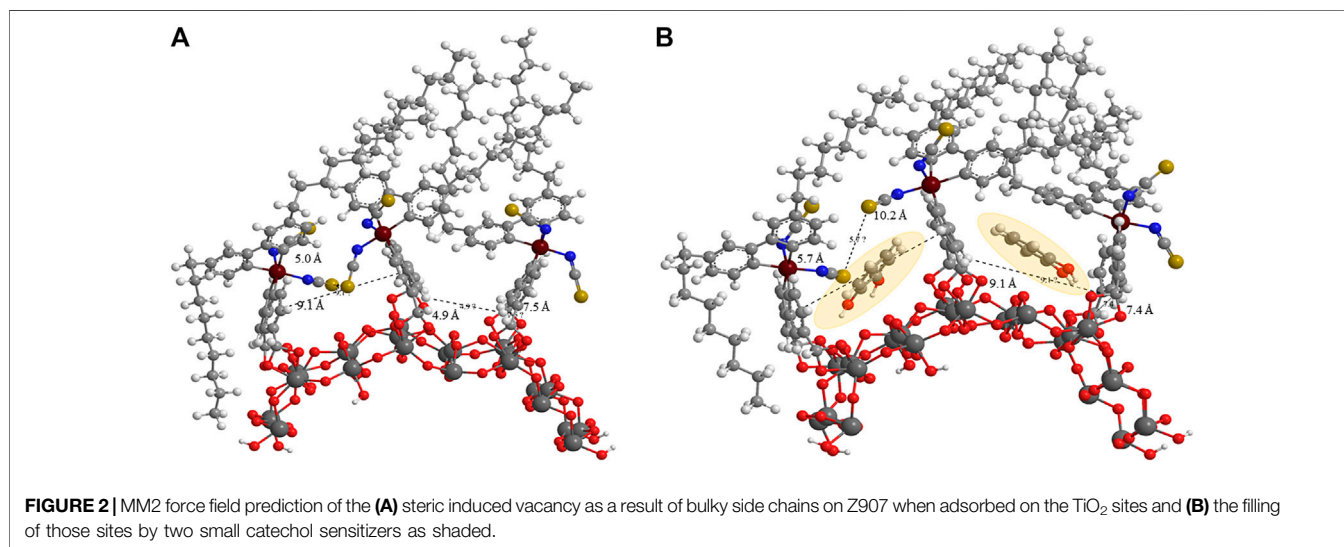 A
B
5.0 Å
9.1 Å
4.9 Å
7.5 Å
10.2 Å
5.7 Å
9.1 Å
7.4 Å
FIGURE 2 | MM2 force field prediction of the (A) steric induced vacancy as a result of bulky side chains on Z907 when adsorbed on the TiO₂ sites and (B) the filling
of those sites by two small catechol sensitizers as shaded.